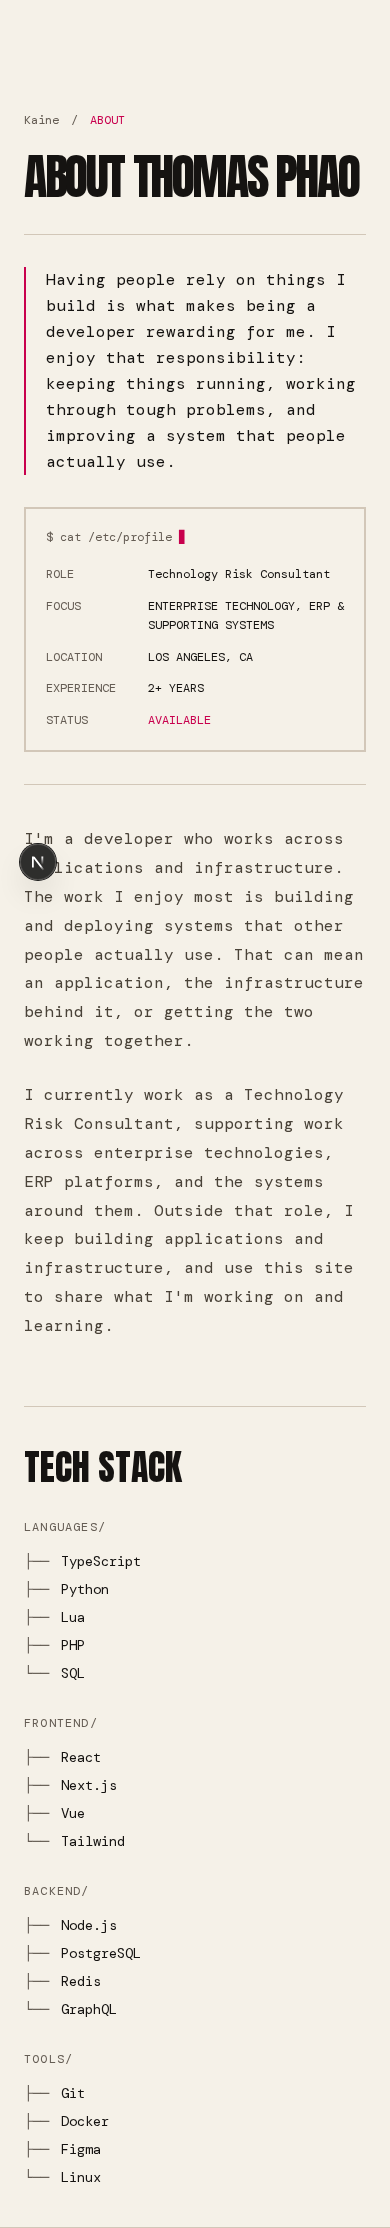 Kaine / ABOUT
ABOUT THOMAS PHAO
Having people rely on things I
build is what makes being a
developer rewarding for me. I
enjoy that responsibility:
keeping things running, working
through tough problems, and
improving a system that people
actually use.
$ cat /etc/profile
ROLE Technology Risk Consultant
FOCUS ENTERPRISE TECHNOLOGY, ERP &
SUPPORTING SYSTEMS
LOCATION LOS ANGELES, CA
EXPERIENCE 2+ YEARS
STATUS AVAILABLE
I'm a developer who works across
N lications and infrastructure.
The work I enjoy most is building
and deploying systems that other
people actually use. That can mean
an application, the infrastructure
behind it, or getting the two
working together.
I currently work as a Technology
Risk Consultant, supporting work
across enterprise technologies,
ERP platforms, and the systems
around them. Outside that role, I
keep building applications and
infrastructure, and use this site
to share what I'm working on and
learning.
TECH STACK
LANGUAGES/
├── TypeScript
├── Python
├── Lua
├── PHP
└── SQL
FRONTEND/
├── React
├── Next.js
├── Vue
└── Tailwind
BACKEND/
├── Node.js
├── PostgreSQL
├── Redis
└── GraphQL
TOOLS/
├── Git
├── Docker
├── Figma
└── Linux